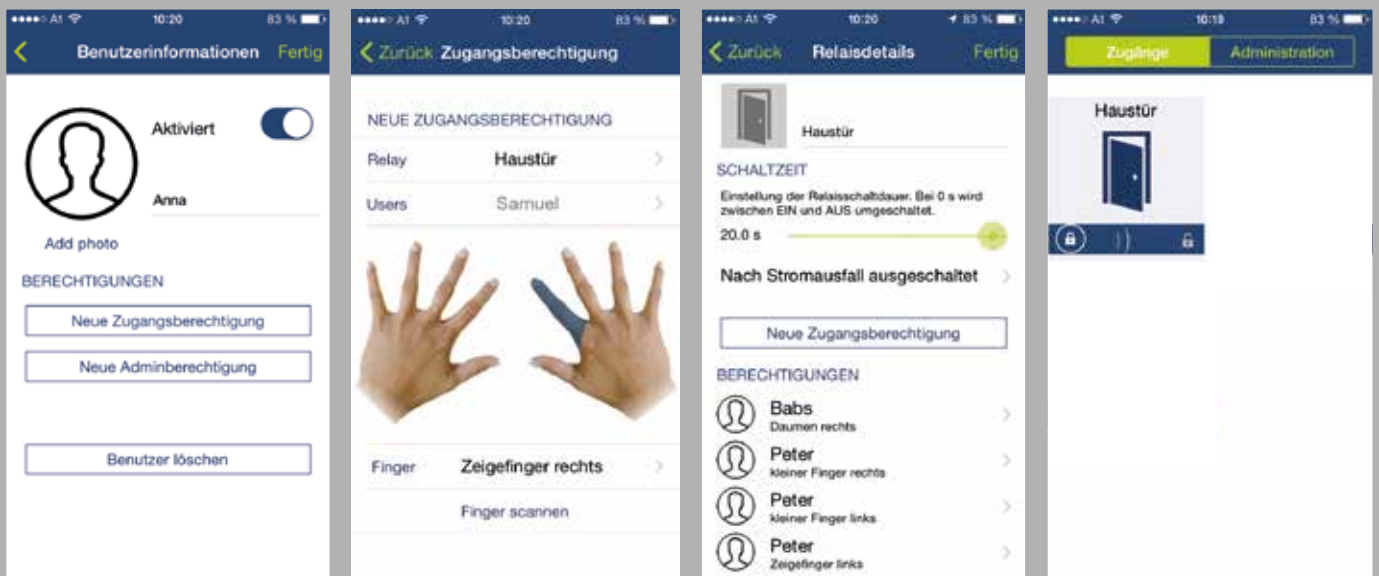 A1 10:20 83 %
Benutzerinformationen Fertig
Aktiviert
Anna
Add photo
BERECHTIGUNGEN
Neue Zugangsberechtigung
Neue Adminberechtigung
Benutzer löschen
A1 10:20 83 %
Zurück Zugangsberechtigung
NEUE ZUGANGSBERECHTIGUNG
Relay Haustür
Users Samuel
Finger Zeigefinger rechts
Finger scannen
A1 10:20 83 %
Zurück Relaisdetails Fertig
Haustür
SCHALTZEIT
Einstellung der Relaisschaltdauer. Bei 0 s wird
zwischen EIN und AUS umgeschaltet.
20.0 s
Nach Stromausfall ausgeschaltet
Neue Zugangsberechtigung
BERECHTIGUNGEN
Babs
Daumen rechts
Peter
kleiner Finger rechts
Peter
kleiner Finger links
Peter
Zeigefinger links
A1 10:19 83 %
Zugänge Administration
Haustür